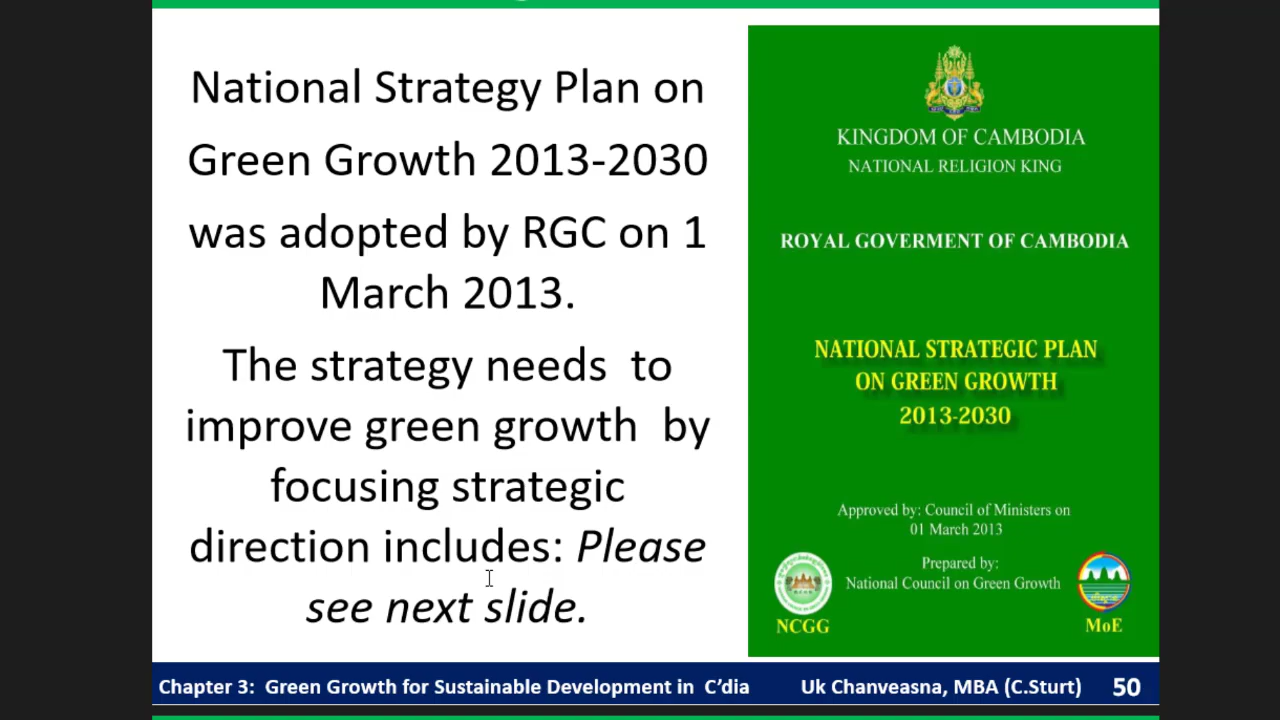 National Strategy Plan on
Green Growth 2013-2030
was adopted by RGC on 1
March 2013.
The strategy needs to
improve green growth by
focusing strategic
direction includes: Please
see next slide.
KINGDOM OF CAMBODIA
NATIONAL RELIGION KING
ROYAL GOVERMENT OF CAMBODIA
NATIONAL STRATEGIC PLAN
ON GREEN GROWTH
2013-2030
Approved by: Council of Ministers on
01 March 2013
Prepared by:
National Council on Green Growth
NCGG
MoE
Chapter 3: Green Growth for Sustainable Development in C’dia
Uk Chanveasna, MBA (C.Sturt)
50